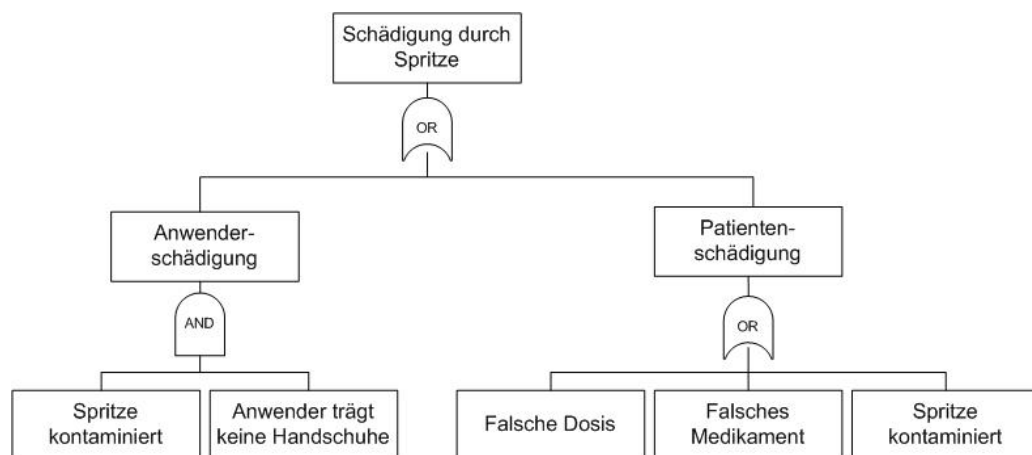 Schädigung durch
Spritze
OR
Anwender-
schädigung
Patienten-
schädigung
AND
OR
Spritze
kontaminiert
Anwender trägt
keine Handschuhe
Falsche Dosis
Falsches
Medikament
Spritze
kontaminiert